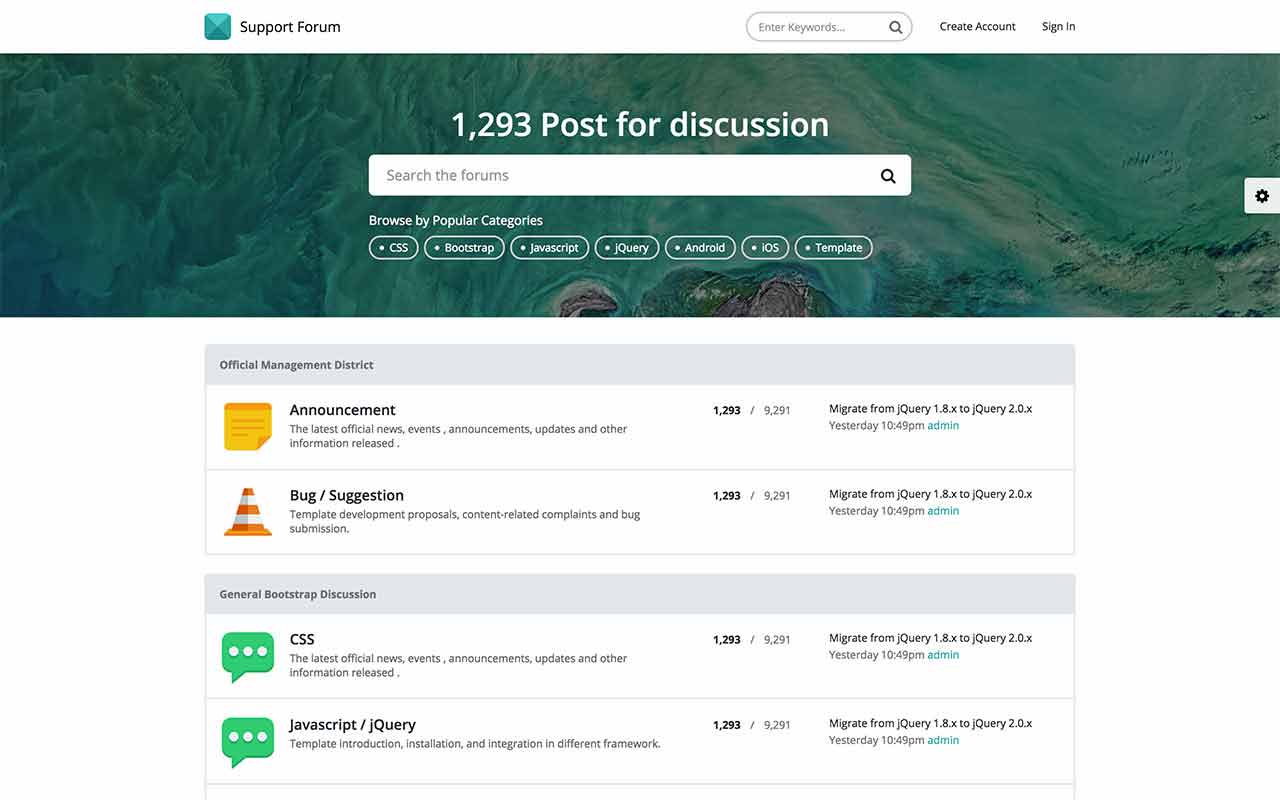 Support Forum
Enter Keywords...
Create Account
Sign In
1,293 Post for discussion
Search the forums
Browse by Popular Categories
CSS
Bootstrap
Javascript
jQuery
Android
iOS
Template
Official Management District
Announcement
The latest official news, events , announcements, updates and other
information released .
1,293 / 9,291
Migrate from jQuery 1.8.x to jQuery 2.0.x
Yesterday 10:49pm admin
Bug / Suggestion
Template development proposals, content-related complaints and bug
submission.
1,293 / 9,291
Migrate from jQuery 1.8.x to jQuery 2.0.x
Yesterday 10:49pm admin
General Bootstrap Discussion
CSS
The latest official news, events , announcements, updates and other
information released .
1,293 / 9,291
Migrate from jQuery 1.8.x to jQuery 2.0.x
Yesterday 10:49pm admin
Javascript / jQuery
Template introduction, installation, and integration in different framework.
1,293 / 9,291
Migrate from jQuery 1.8.x to jQuery 2.0.x
Yesterday 10:49pm admin